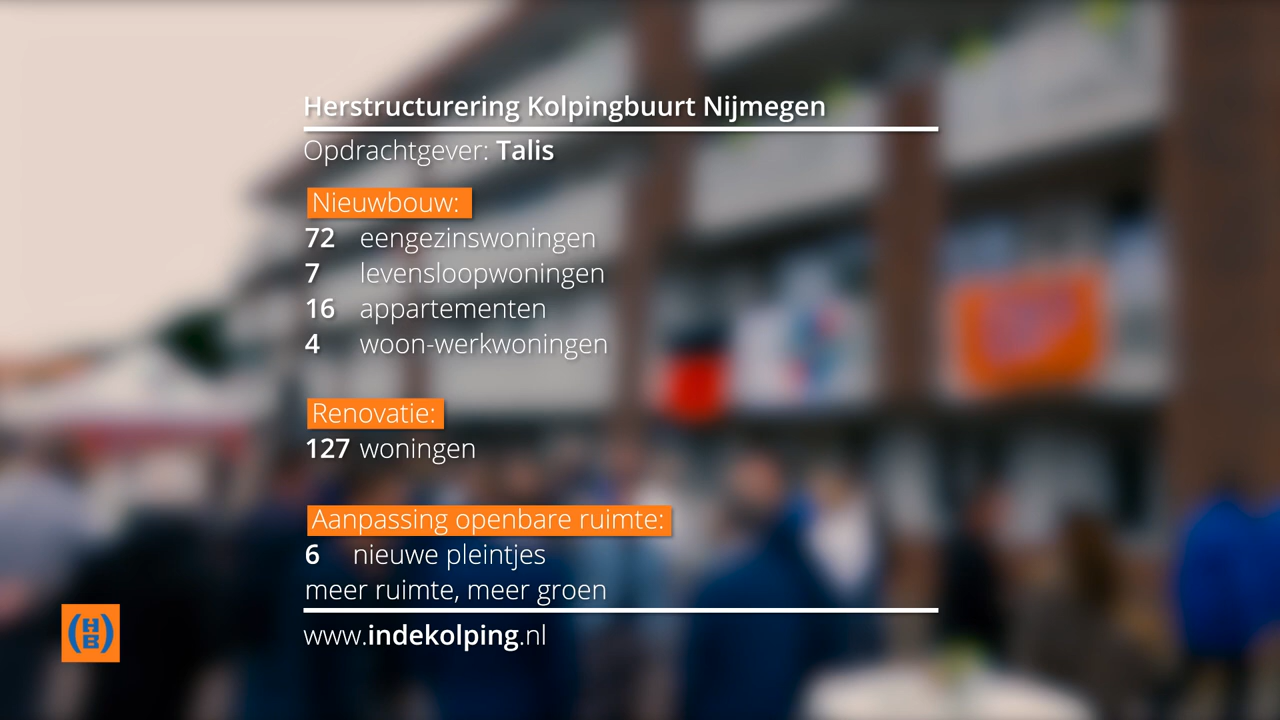 Herstructurering Kolpingbuurt Nijmegen
Opdrachtgever: Talis
Nieuwbouw:
72 eengezinswoningen
7 levensloopwoningen
16 appartementen
4 woon-werkwoningen
Renovatie:
127 woningen
Aanpassing openbare ruimte:
6 nieuwe pleintjes
meer ruimte, meer groen
www.indekolping.nl
(HB)